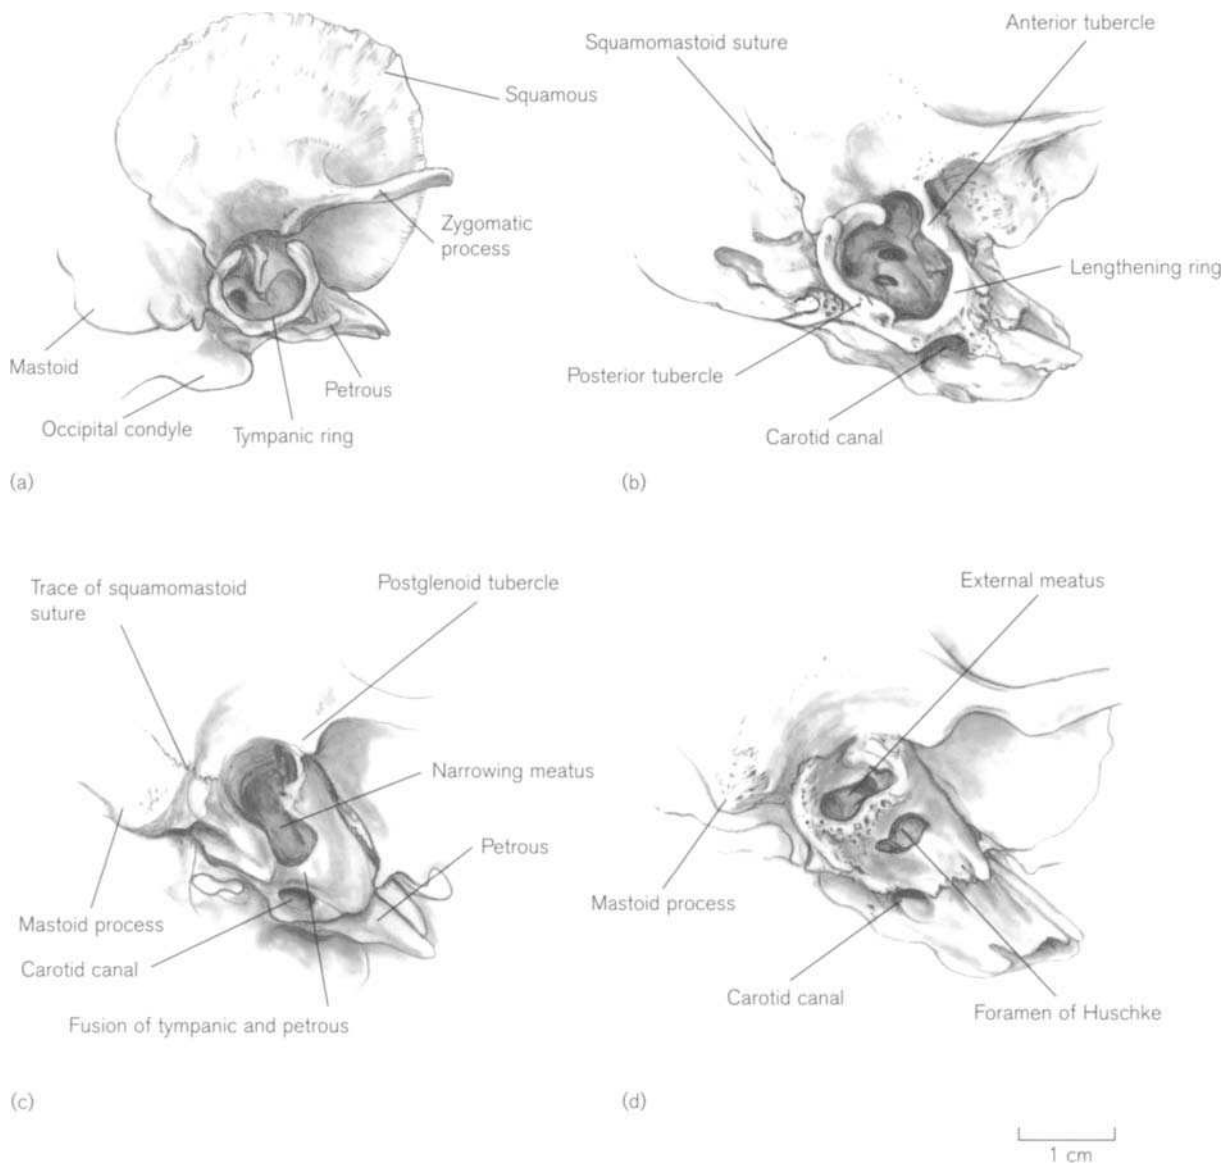 Squamous
Zygomatic
process
Mastoid
Petrous
Occipital condyle
Tympanic ring
(a)
Anterior tubercle
Squamomastoid suture
Lengthening ring
Posterior tubercle
Carotid canal
(b)
Trace of squamomastoid
suture
Postglenoid tubercle
Narrowing meatus
Petrous
Mastoid process
Carotid canal
Fusion of tympanic and petrous
(c)
External meatus
Mastoid process
Carotid canal
Foramen of Huschke
(d)
1 cm